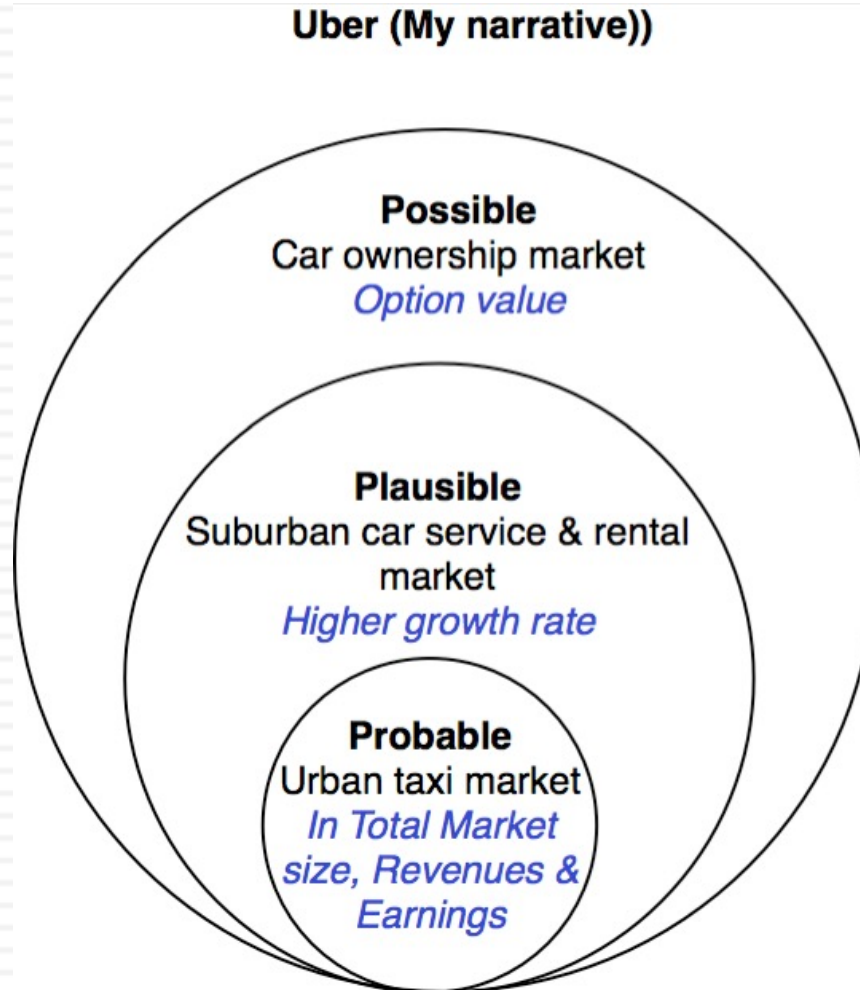 Uber (My narrative))
Possible
Car ownership market
Option value
Plausible
Suburban car service & rental
market
Higher growth rate
Probable
Urban taxi market
In Total Market
size, Revenues &
Earnings